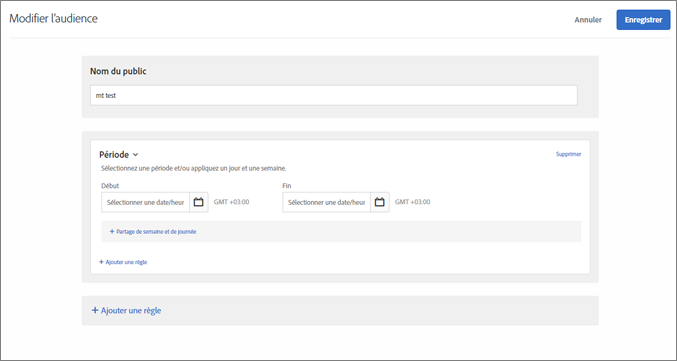 Modifier l'audience
Annuler
Enregistrer
Nom du public
mt test
Période
Supprimer
Sélectionnez une période et/ou appliquez un jour et une semaine.
Début
Fin
Sélectionner une date/heur
GMT +03:00
Sélectionner une date/heur
GMT +03:00
+ Partage de semaine et de journée
+ Ajouter une règle
+ Ajouter une règle